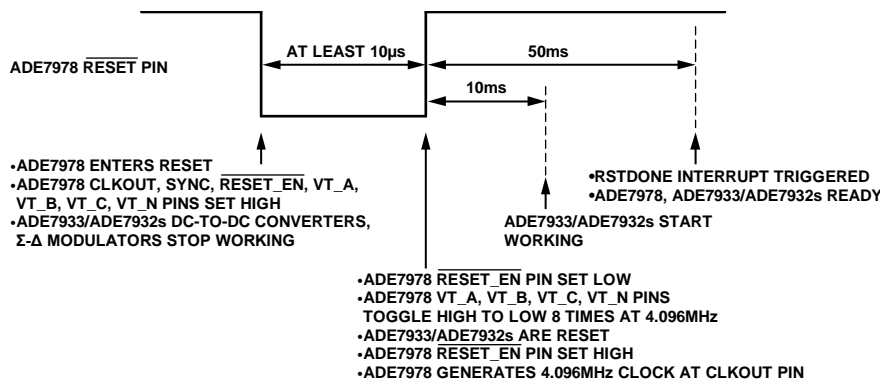 AT LEAST 10µs
50ms
ADE7978 RESET PIN
10ms
•ADE7978 ENTERS RESET
•ADE7978 CLKOUT, SYNC, RESET_EN, VT_A,
VT_B, VT_C, VT_N PINS SET HIGH
•ADE7933/ADE7932s DC-TO-DC CONVERTERS,
Σ-Δ MODULATORS STOP WORKING
•RSTDONE INTERRUPT TRIGGERED
•ADE7978, ADE7933/ADE7932s READY
ADE7933/ADE7932s START
WORKING
•ADE7978 RESET_EN PIN SET LOW
•ADE7978 VT_A, VT_B, VT_C, VT_N PINS
TOGGLE HIGH TO LOW 8 TIMES AT 4.096MHz
•ADE7933/ADE7932s ARE RESET
•ADE7978 RESET_EN PIN SET HIGH
•ADE7978 GENERATES 4.096MHz CLOCK AT CLKOUT PIN